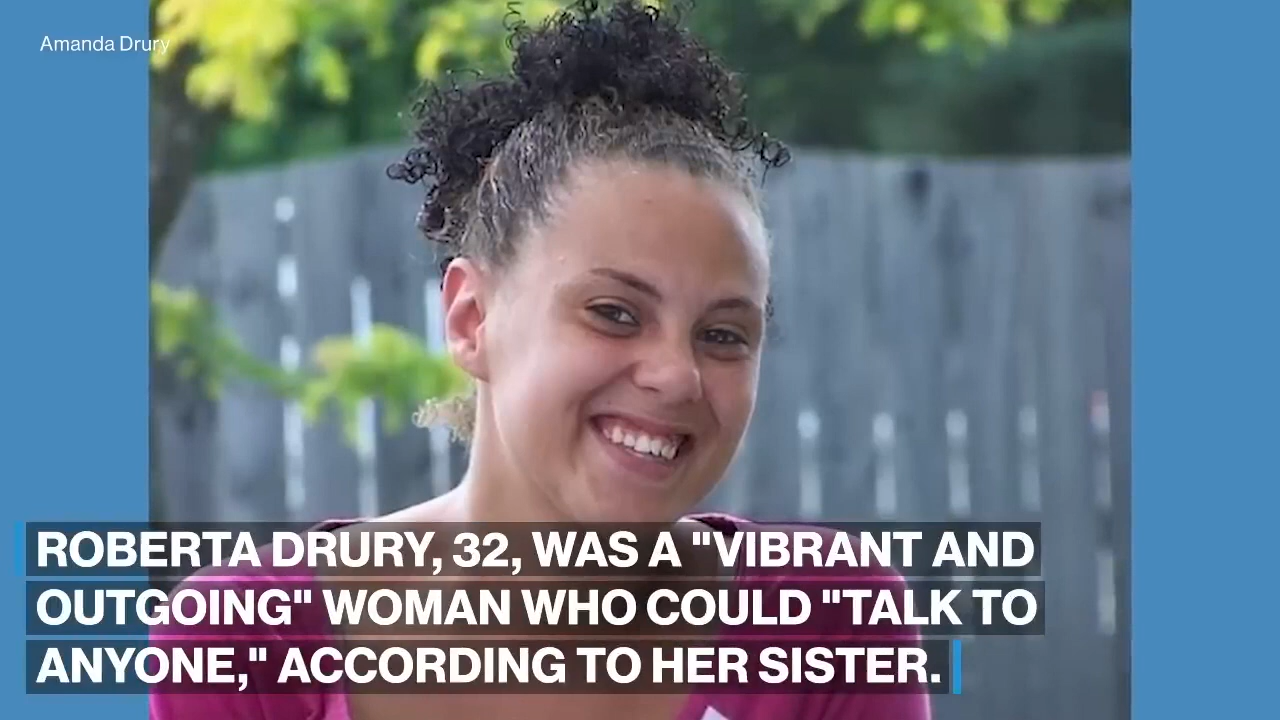 Amanda Drury
ROBERTA DRURY, 32, WAS A "VIBRANT AND
OUTGOING" WOMAN WHO COULD "TALK TO
ANYONE," ACCORDING TO HER SISTER.